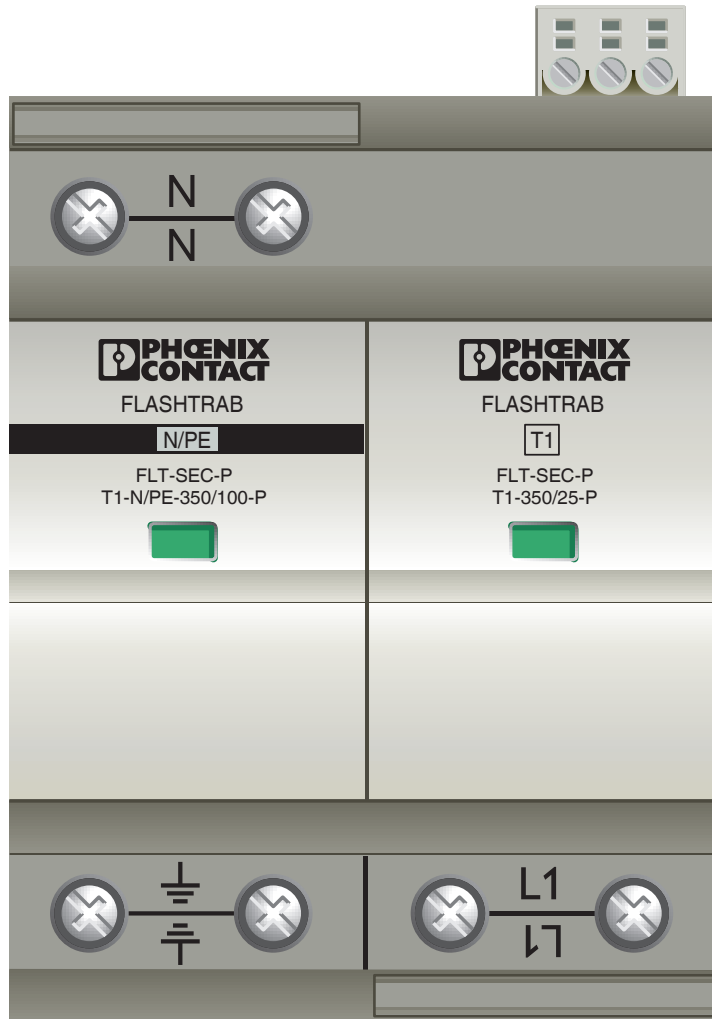 N
N
PHŒNIX
CONTACT
FLASHTRAB
N/PE
FLT-SEC-P
T1-N/PE-350/100-P
PHŒNIX
CONTACT
FLASHTRAB
T1
FLT-SEC-P
T1-350/25-P
L1
L1